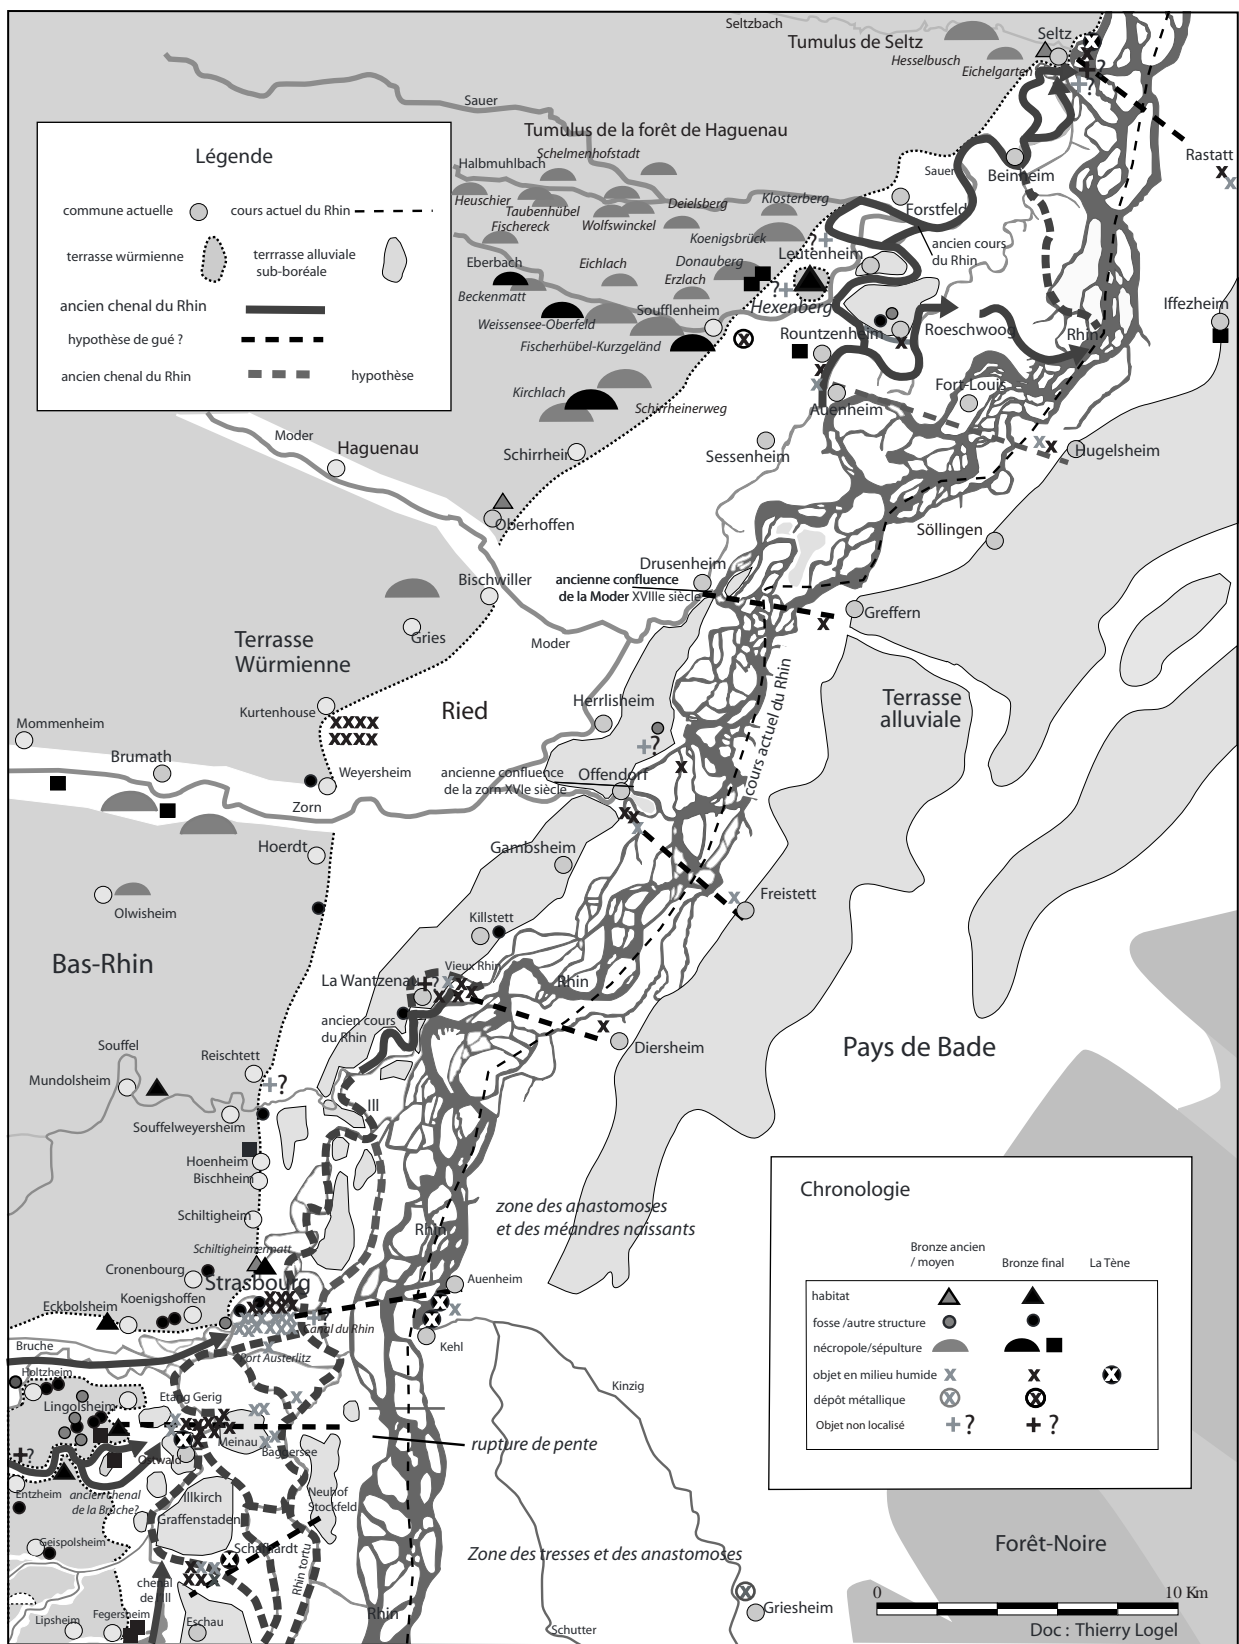 Seltzbach
Seltz
Tumulus de Seltz
Hesselbusch
Eichelgarten
?
?
Sauer
Tumulus de la forêt de Haguenau
Rastatt
Légende
Schelmenhofstadt
Halbmuhlbach
Sauer
Beinheim
commune actuelle
cours actuel du Rhin
Heuschier
Taubenhübel
Deielsberg
Klosterberg
Forstfeld
Fischereck
Wolfswinckel
Koenigsbrück
?
terrasse würmienne
terrrasse alluviale
sub-boréale
ancien cours
du Rhin
Leutenheim
Eberbach
Eichlach
Donauberg
Erzlach
?
Beckenmatt
Hexenberg
Iffezheim
ancien chenal du Rhin
Weissensee-Oberfeld
Soufflenheim
Rountzenheim
Roeschwoog
Rhin
hypothèse de gué ?
Fischerhübel-Kurzgeländ
ancien chenal du Rhin
hypothèse
Kirchlach
Fort-Louis
Schirrheinerweg
Auenheim
Moder
Haguenau
Schirrhein
Sessenheim
Hugelsheim
Oberhoffen
Söllingen
Drusenheim
Bischwiller
ancienne confluence
de la Moder XVIIIe siècle
Greffern
Gries
Terrasse
Würmienne
Moder
cours actuel du Rhin
Herrlisheim
Terrasse
alluviale
Kurtenhouse
Ried
Mommenheim
?
Brumath
Weyersheim
ancienne confluence
de la zorn XVIe siècle
Offendorf
Zorn
Hoerdt
Gambsheim
Freistett
Olwisheim
Killstett
Bas-Rhin
Vieux Rhin
La Wantzenau
?
Rhin
ancien cours
du Rhin
Diersheim
Pays de Bade
Souffel
Reischtett
Mundolsheim
?
Ill
Souffelweyersheim
Hoenheim
Bischheim
Chronologie
zone des anastomoses
et des méandres naissants
Schiltigheim
Rhin
Schiltigheimermatt
Bronze ancien
/ moyen
Bronze final
La Tène
Cronenbourg
Strasbourg
Auenheim
habitat
Eckbolsheim
Koenigshoffen
?
fosse /autre structure
Canal du Rhin
Bruche
Kehl
nécropole/sépulture
Port Austerlitz
Holtzheim
objet en milieu humide
Etang Gerig
Kinzig
dépôt métallique
Lingolsheim
Objet non localisé
?
?
Meinau
rupture de pente
?
Ostwald
Baggersee
Entzheim
ancien chenal
de la Bruche?
Illkirch
Graffenstaden
Neuhof
Stockfeld
Geispolsheim
Schafhardt
Zone des tresses et des anastomoses
Forêt-Noire
Rhin tortu
chenal
de l'Ill
0
10 Km
Lipsheim
Fegersheim
Eschau
Rhin
Griesheim
Schutter
Doc : Thierry Logel